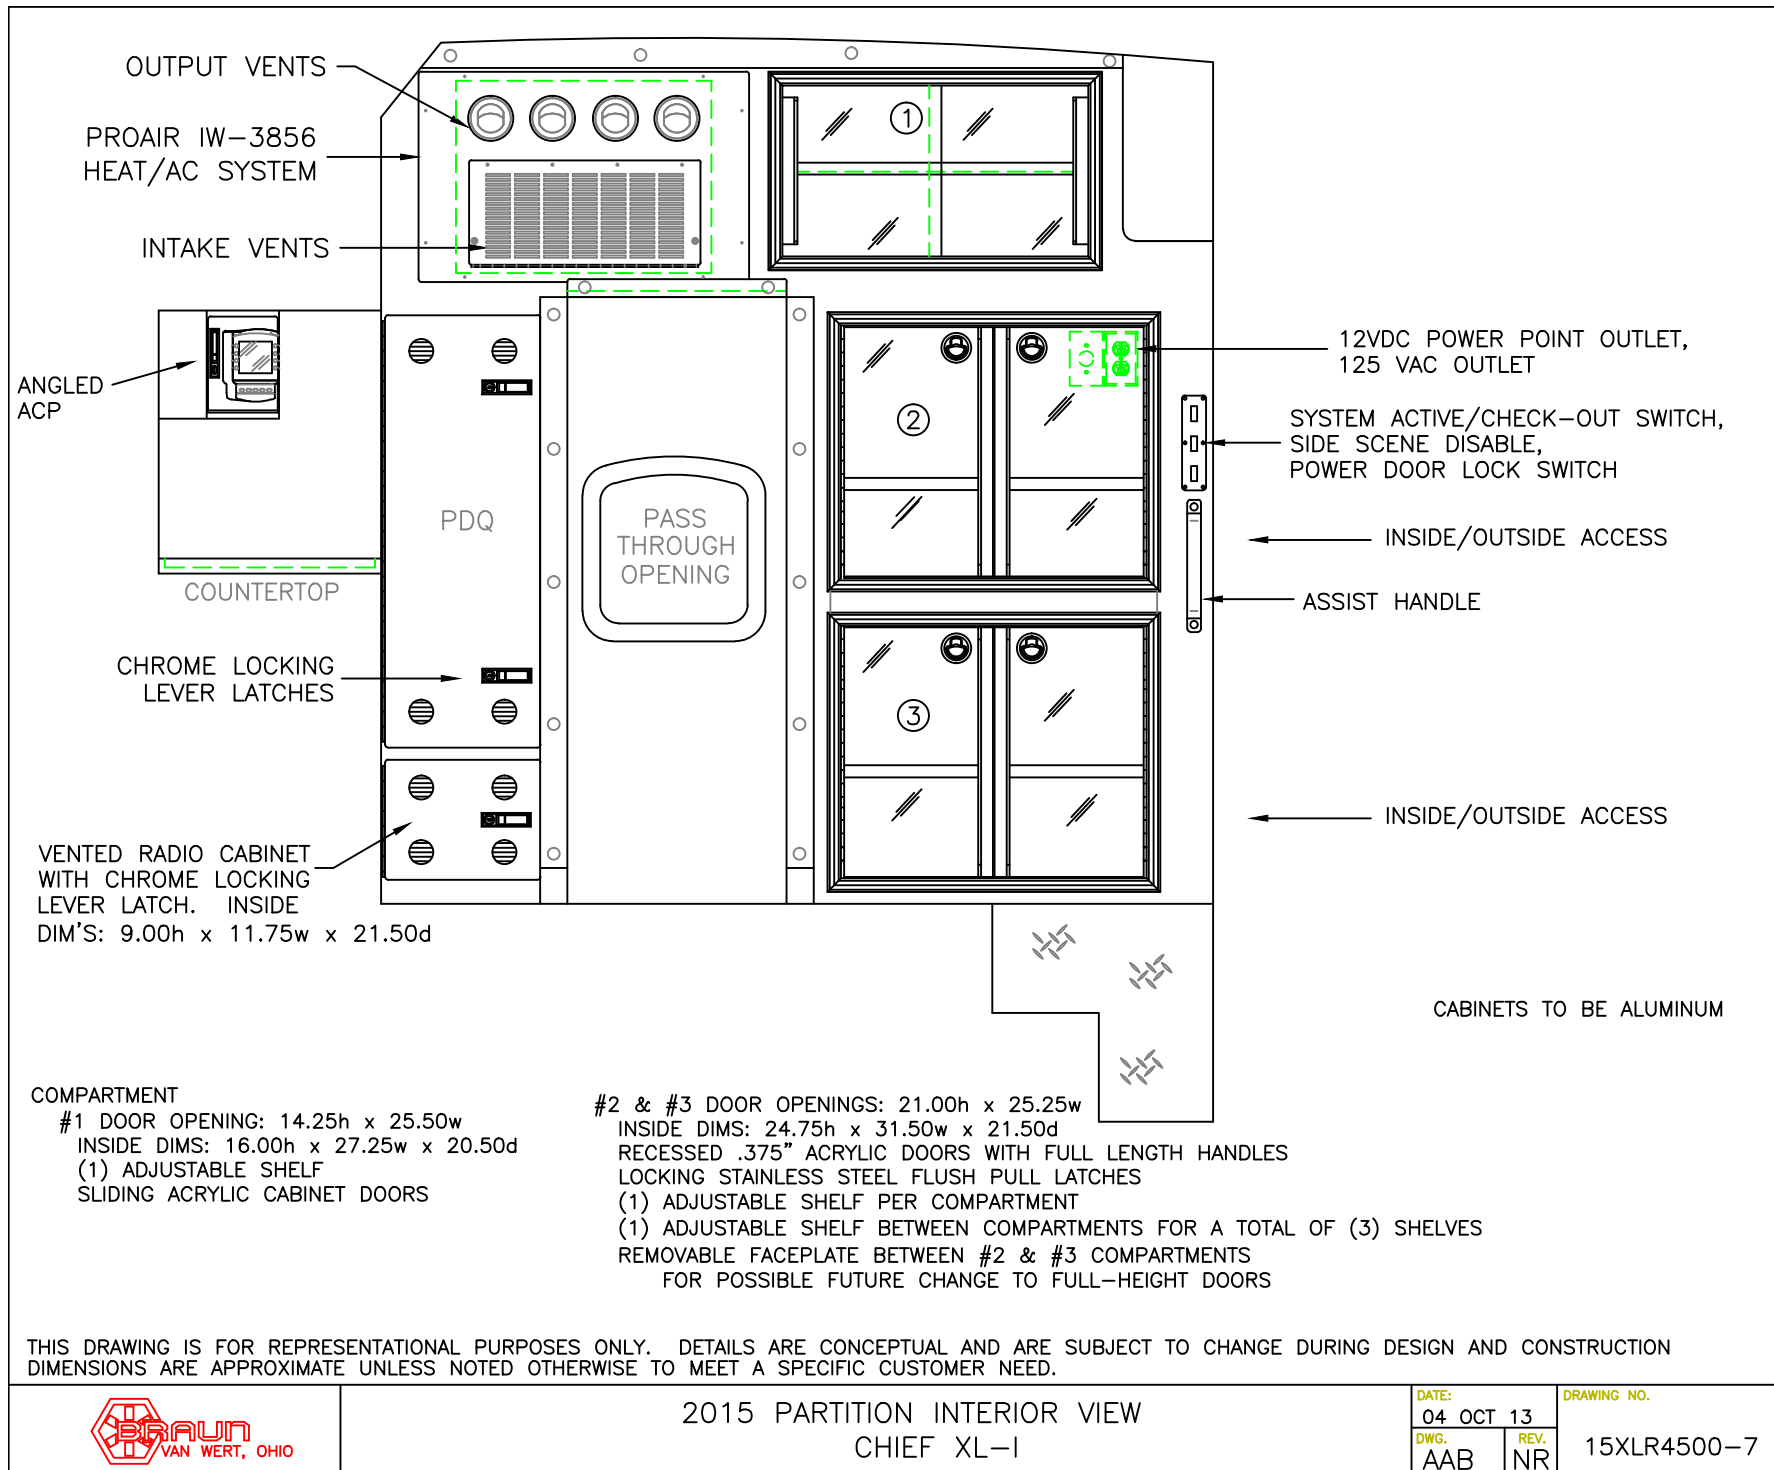 OUTPUT VENTS
PROAIR IW-3856
HEAT/AC SYSTEM
INTAKE VENTS
1
ANGLED
ACP
12VDC POWER POINT OUTLET,
125 VAC OUTLET
2
SYSTEM ACTIVE/CHECK-OUT SWITCH,
SIDE SCENE DISABLE,
POWER DOOR LOCK SWITCH
PDQ
PASS
THROUGH
OPENING
INSIDE/OUTSIDE ACCESS
COUNTERTOP
ASSIST HANDLE
CHROME LOCKING
LEVER LATCHES
3
INSIDE/OUTSIDE ACCESS
VENTED RADIO CABINET
WITH CHROME LOCKING
LEVER LATCH. INSIDE
DIM'S: 9.00h x 11.75w x 21.50d
CABINETS TO BE ALUMINUM
COMPARTMENT
#1 DOOR OPENING: 14.25h x 25.50w
INSIDE DIMS: 16.00h x 27.25w x 20.50d
(1) ADJUSTABLE SHELF
SLIDING ACRYLIC CABINET DOORS
#2 & #3 DOOR OPENINGS: 21.00h x 25.25w
INSIDE DIMS: 24.75h x 31.50w x 21.50d
RECESSED .375" ACRYLIC DOORS WITH FULL LENGTH HANDLES
LOCKING STAINLESS STEEL FLUSH PULL LATCHES
(1) ADJUSTABLE SHELF PER COMPARTMENT
(1) ADJUSTABLE SHELF BETWEEN COMPARTMENTS FOR A TOTAL OF (3) SHELVES
REMOVABLE FACEPLATE BETWEEN #2 & #3 COMPARTMENTS
FOR POSSIBLE FUTURE CHANGE TO FULL-HEIGHT DOORS
THIS DRAWING IS FOR REPRESENTATIONAL PURPOSES ONLY. DETAILS ARE CONCEPTUAL AND ARE SUBJECT TO CHANGE DURING DESIGN AND CONSTRUCTION
DIMENSIONS ARE APPROXIMATE UNLESS NOTED OTHERWISE TO MEET A SPECIFIC CUSTOMER NEED.
BRAUN
VAN WERT, OHIO
2015 PARTITION INTERIOR VIEW
CHIEF XL-I
DATE:
04 OCT 13
DWG.
AAB
REV.
NR
DRAWING NO.
15XLR4500-7